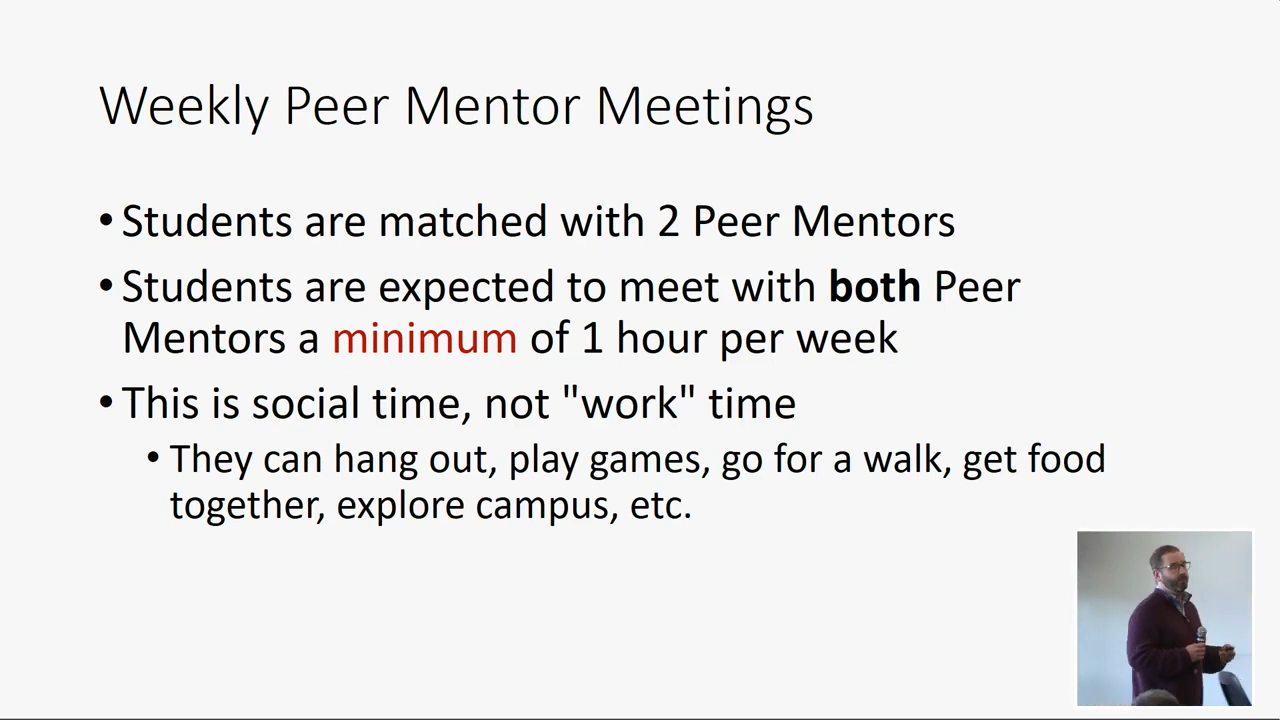 Weekly Peer Mentor Meetings
•Students are matched with 2 Peer Mentors
•Students are expected to meet with both Peer
Mentors a minimum of 1 hour per week
•This is social time, not "work" time
•They can hang out, play games, go for a walk, get food
together, explore campus, etc.